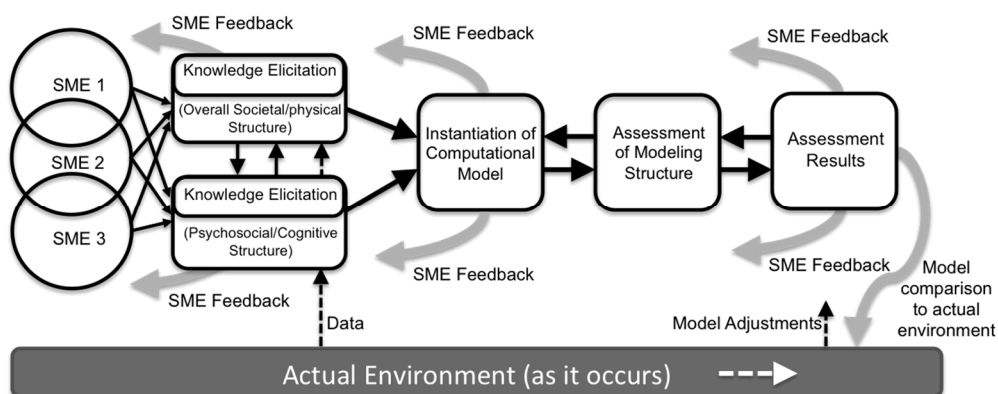 SME Feedback
SME Feedback
SME Feedback
SME 1
SME 2
SME 3
Knowledge Elicitation
(Overall Societal/physical
Structure)
Knowledge Elicitation
(Psychosocial/Cognitive
Structure)
Instantiation of
Computational
Model
Assessment
of Modeling
Structure
Assessment
Results
SME Feedback
SME Feedback
SME Feedback
Model
comparison
to actual
environment
Data
Model Adjustments
Actual Environment (as it occurs)